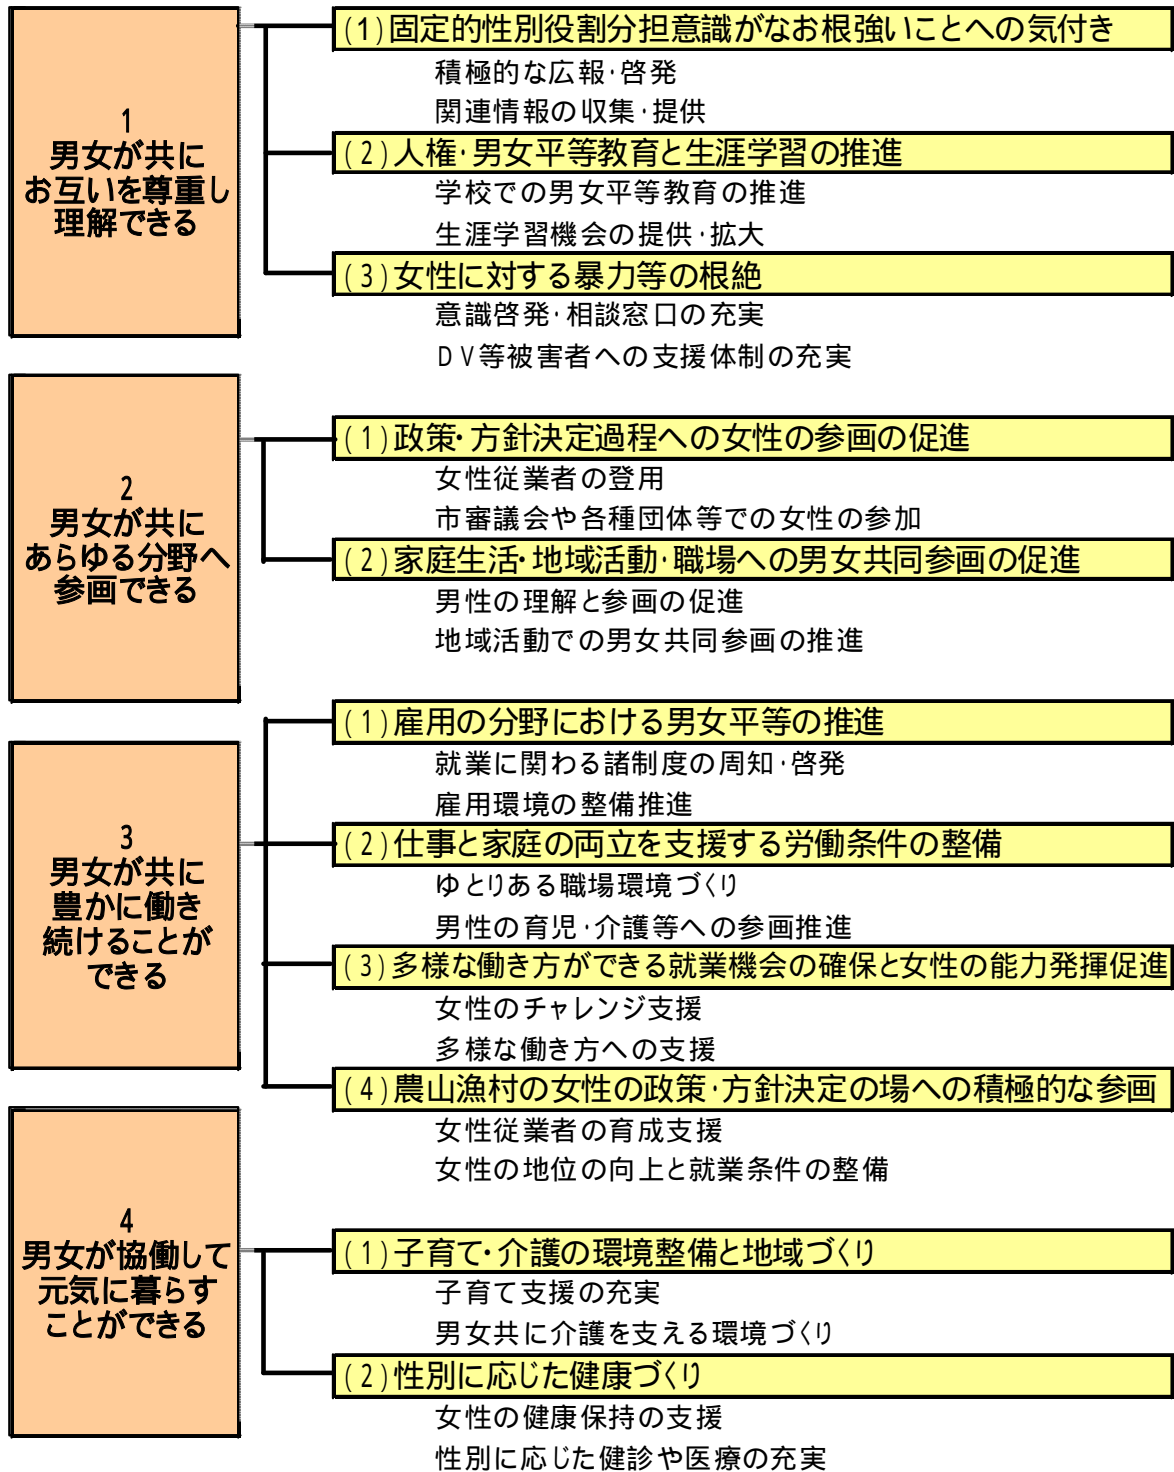 1
男女が共に
お互いを尊重し
理解できる
(1)固定的性別役割分担意識がなお根強いことへの気付き
積極的な広報・啓発
関連情報の収集・提供
(2)人権・男女平等教育と生涯学習の推進
学校での男女平等教育の推進
生涯学習機会の提供・拡大
(3)女性に対する暴力等の根絶
意識啓発・相談窓口の充実
DV等被害者への支援体制の充実
2
男女が共に
あらゆる分野へ
参画できる
(1)政策・方針決定過程への女性の参画の促進
女性従業者の登用
市審議会や各種団体等での女性の参加
(2)家庭生活・地域活動・職場への男女共同参画の促進
男性の理解と参画の促進
地域活動での男女共同参画の推進
3
男女が共に
豊かに働き
続けることが
できる
(1)雇用の分野における男女平等の推進
就業に関わる諸制度の周知・啓発
雇用環境の整備推進
(2)仕事と家庭の両立を支援する労働条件の整備
ゆとりある職場環境づくり
男性の育児・介護等への参画推進
(3)多様な働き方ができる就業機会の確保と女性の能力発揮促進
女性のチャレンジ支援
多様な働き方への支援
(4)農山漁村の女性の政策・方針決定の場への積極的な参画
女性従業者の育成支援
女性の地位の向上と就業条件の整備
4
男女が協働して
元気に暮らす
ことができる
(1)子育て・介護の環境整備と地域づくり
子育て支援の充実
男女共に介護を支える環境づくり
(2)性別に応じた健康づくり
女性の健康保持の支援
性別に応じた健診や医療の充実